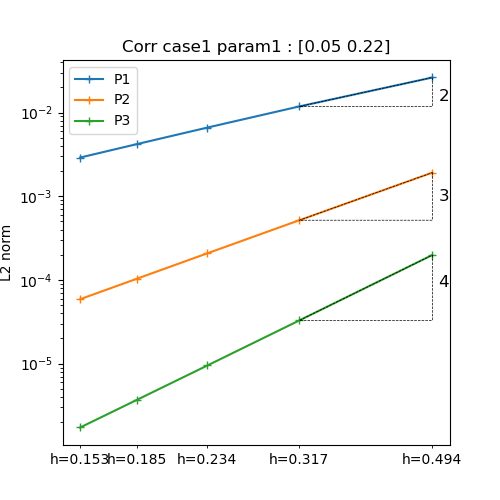 Corr case1 param1 : [0.05 0.22]
P1
P2
P3
10⁻²
10⁻³
10⁻⁴
10⁻⁵
L2 norm
2
3
4
h=0.153
h=0.185
h=0.234
h=0.317
h=0.494